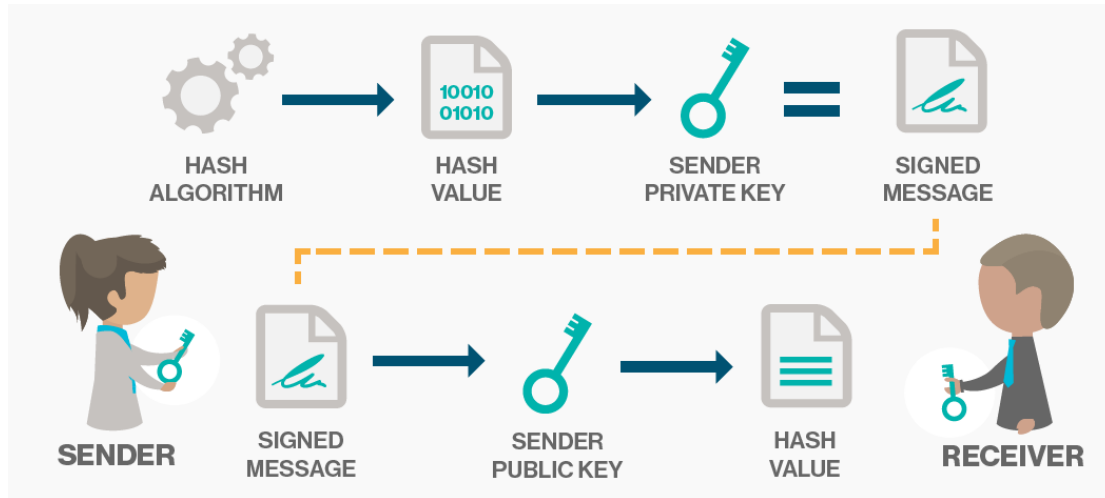 10010
01010
HASH
ALGORITHM
HASH
VALUE
SENDER
PRIVATE KEY
SIGNED
MESSAGE
SENDER
SIGNED
MESSAGE
SENDER
PUBLIC KEY
HASH
VALUE
RECEIVER